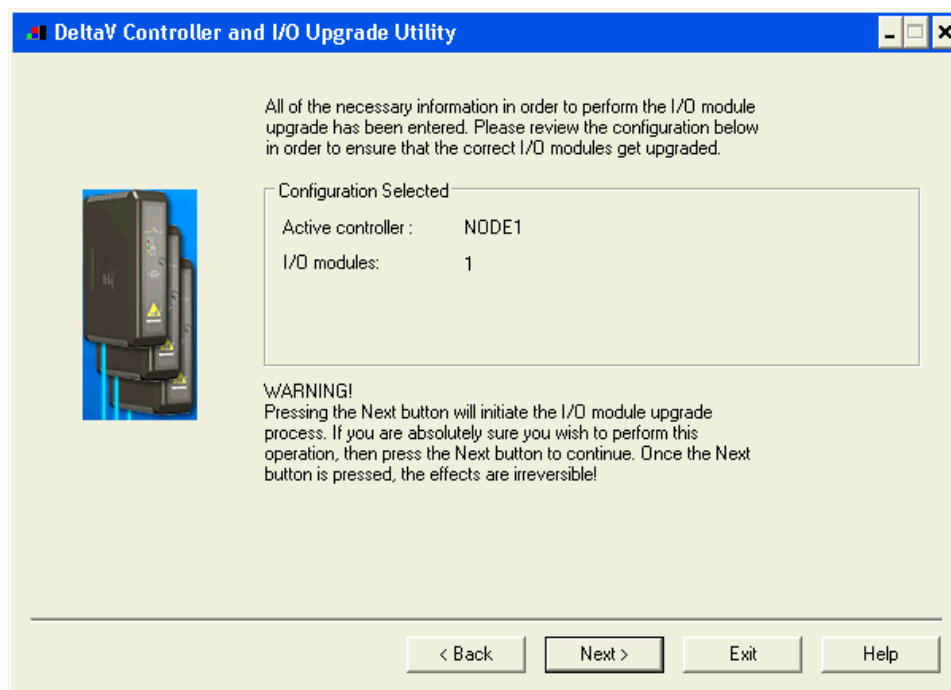 DeltaV Controller and I/O Upgrade Utility
All of the necessary information in order to perform the I/O module
upgrade has been entered. Please review the configuration below
in order to ensure that the correct I/O modules get upgraded.
Configuration Selected
Active controller : NODE1
I/O modules: 1
WARNING!
Pressing the Next button will initiate the I/O module upgrade
process. If you are absolutely sure you wish to perform this
operation, then press the Next button to continue. Once the Next
button is pressed, the effects are irreversible!
< Back Next > Exit Help